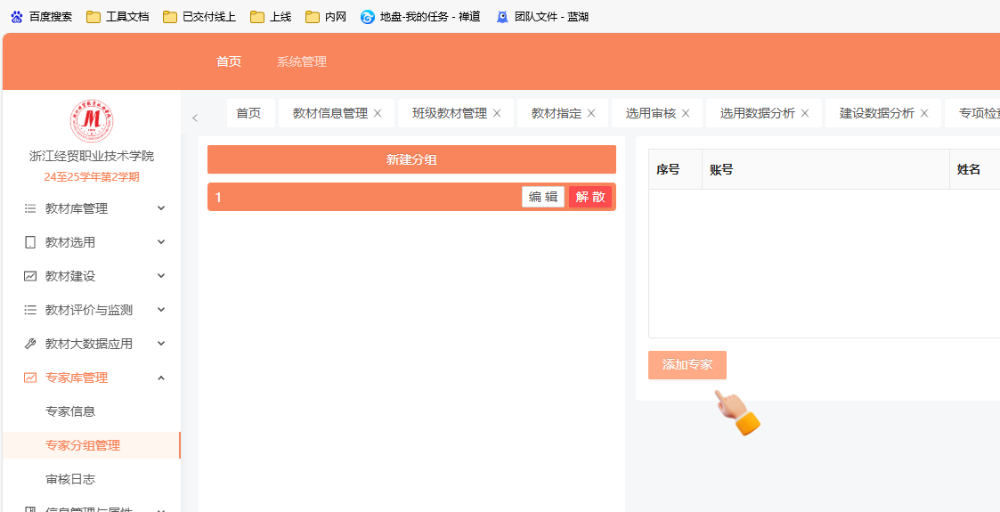 百度搜索 工具文档 已交付线上 上线 内网 地盘-我的任务 - 禅道 团队文件 - 蓝湖
首页 系统管理
首页 教材信息管理 班级教材管理 教材指定 选用审核 选用数据分析 建设数据分析 专项检查
浙江经贸职业技术学院
24至25学年第2学期
教材库管理
教材选用
教材建设
教材评价与监测
教材大数据应用
专家库管理
专家信息
专家分组管理
审核日志
信息管理与属性
新建分组
1 编 辑 解 散
序号 账号 姓名
添加专家